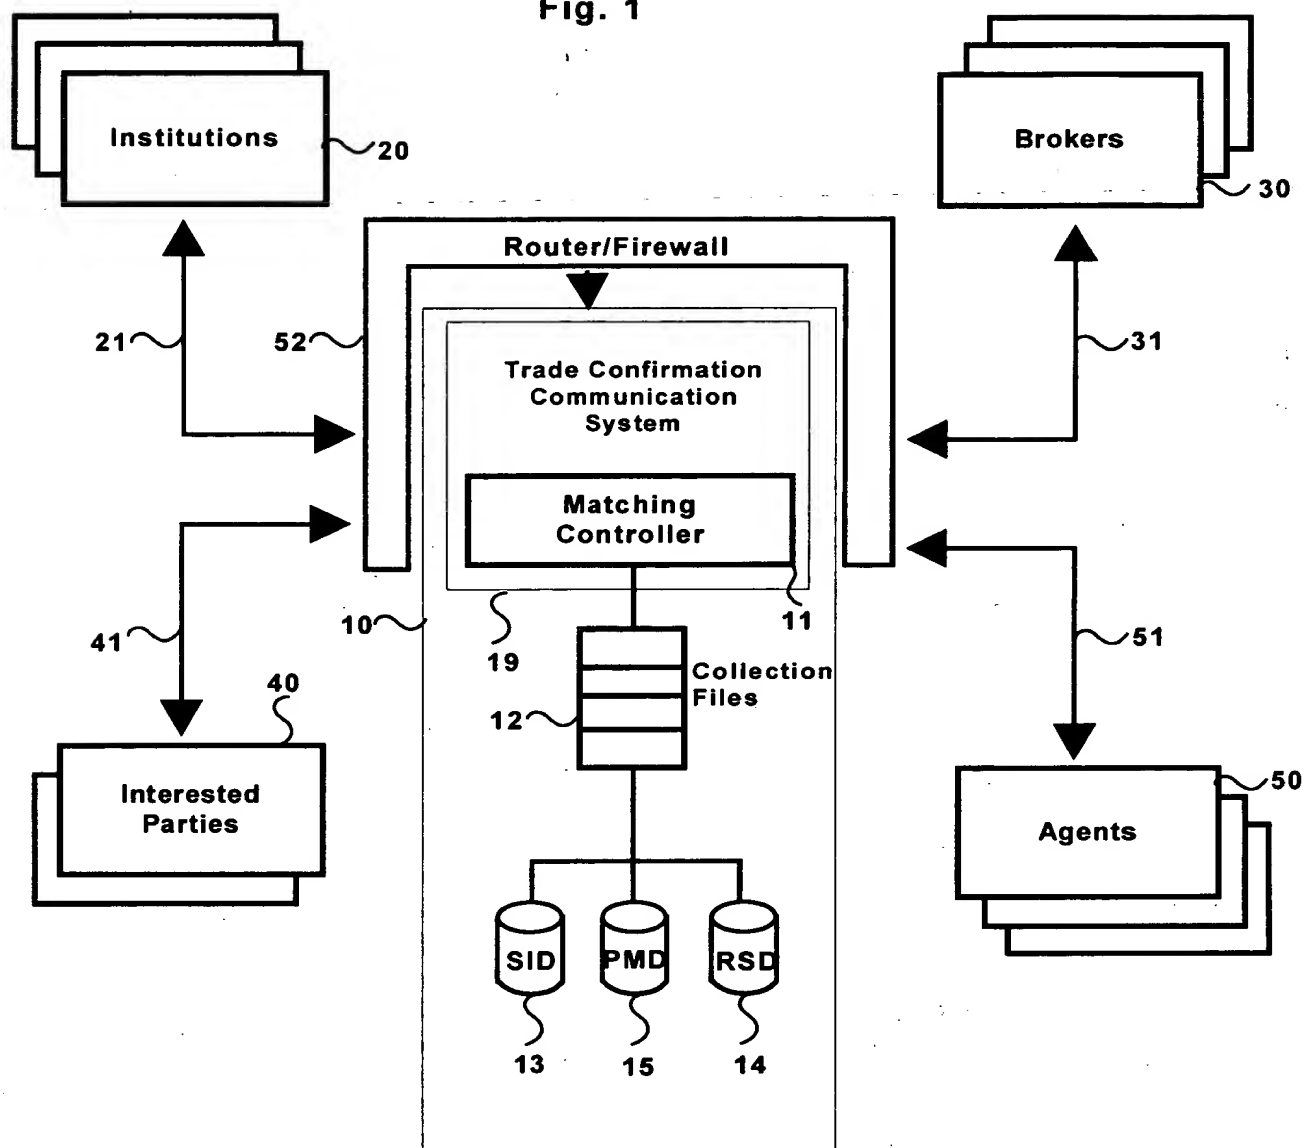 Fig. 1
Institutions
20
Brokers
30
Router/Firewall
21
52
31
Trade Confirmation
Communication
System
Matching
Controller
10
19
11
41
51
Collection
Files
12
40
Interested
Parties
50
Agents
SID
PMD
RSD
13
15
14